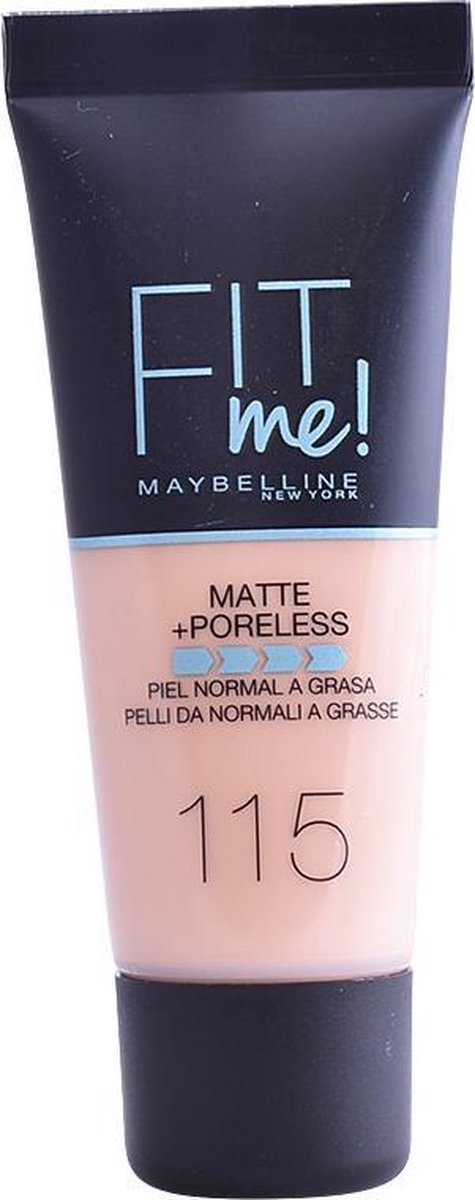 FIT
me!
MAYBELLINE
NEW YORK
MATTE
+PORELESS
PIEL NORMAL A GRASA
PELLI DA NORMALI A GRASSE
115